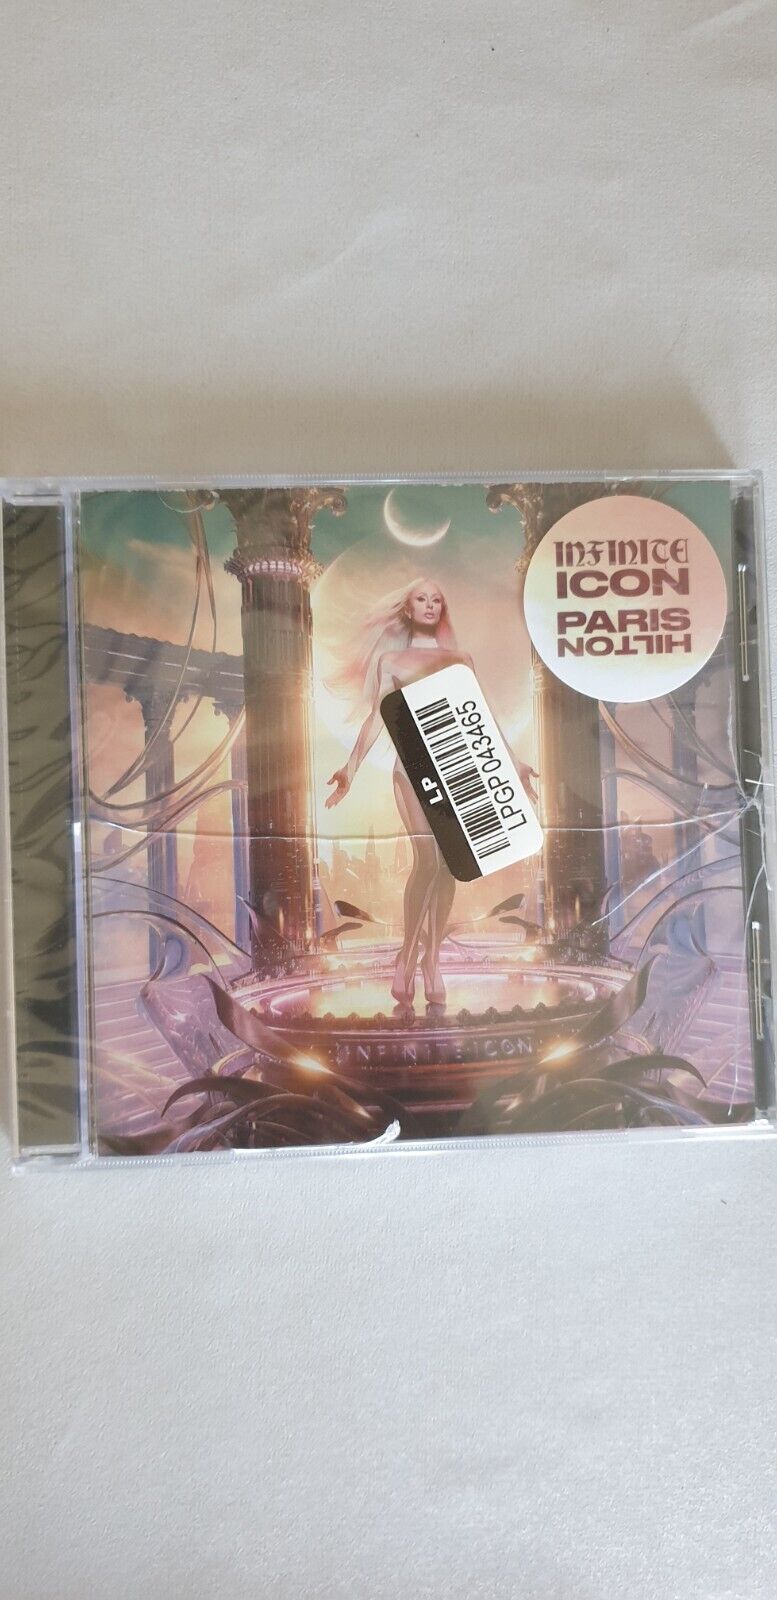 INFINITE
ICON
PARIS
HILTON
LP
LPGP043465
INFINITE ICON